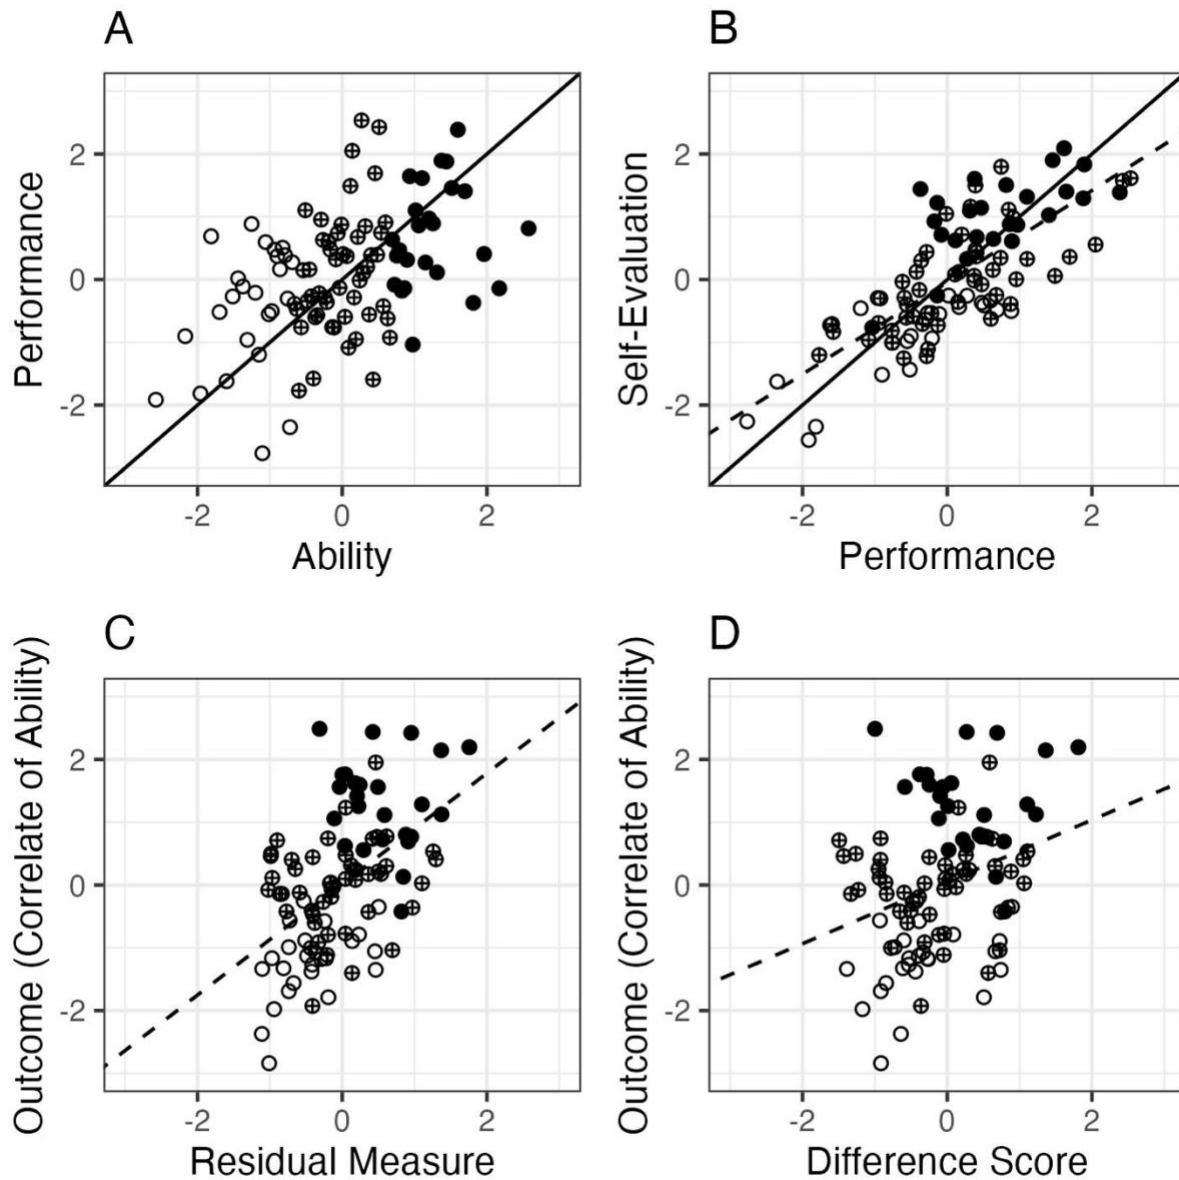 A
Performance
2
0
-2
-2 0 2
Ability
B
Self-Evaluation
2
0
-2
-2 0 2
Performance
C
Outcome (Correlate of Ability)
2
0
-2
-2 0 2
Residual Measure
D
Outcome (Correlate of Ability)
2
0
-2
-2 0 2
Difference Score